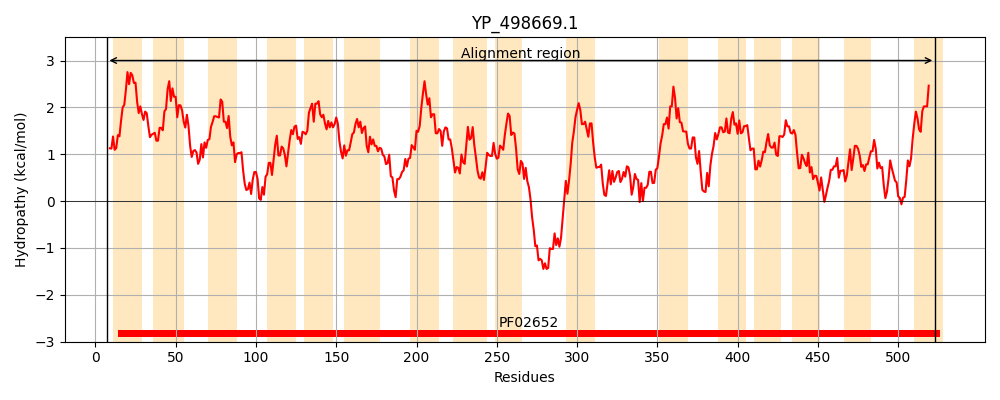 YP_498669.1
Alignment region
3
2
1
0
−1
−2
−3
Hydropathy (kcal/mol)
PF02652
0 50 100 150 200 250 300 350 400 450 500
Residues